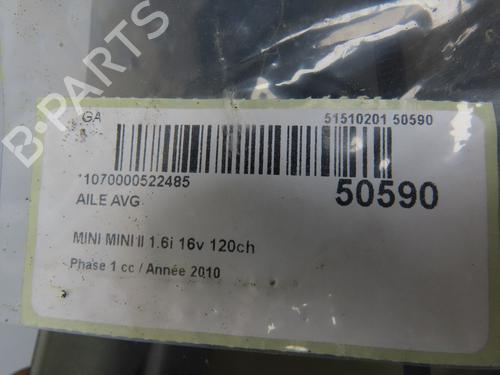 B-PARTS
GA
51510201 50590
*1070000522485
50590
AILE AVG
MINI MINI II 1.6i 16v 120ch
Phase 1 cc / Année 2010